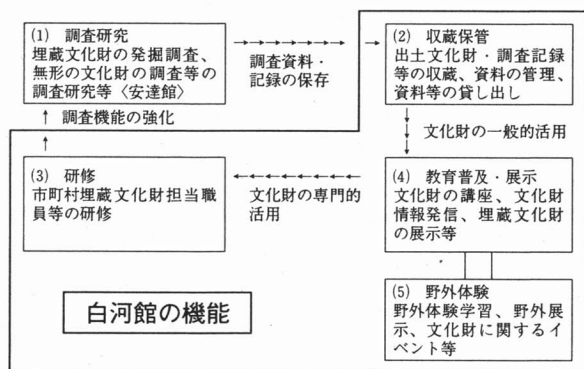 (1) 調査研究
埋蔵文化財の発掘調査、
無形の文化財の調査等の
調査研究等〈安達館〉
調査資料・
記録の保存
(2) 収蔵保管
出土文化財・調査記録
等の収蔵、資料の管理、
資料等の貸し出し
調査機能の強化
文化財の一般的活用
(3) 研修
市町村埋蔵文化財担当職
員等の研修
文化財の専門的
活用
(4) 教育普及・展示
文化財の講座、文化財
情報発信、埋蔵文化財
の展示等
(5) 野外体験
野外体験学習、野外展
示、文化財に関するイ
ベント等
白河館の機能